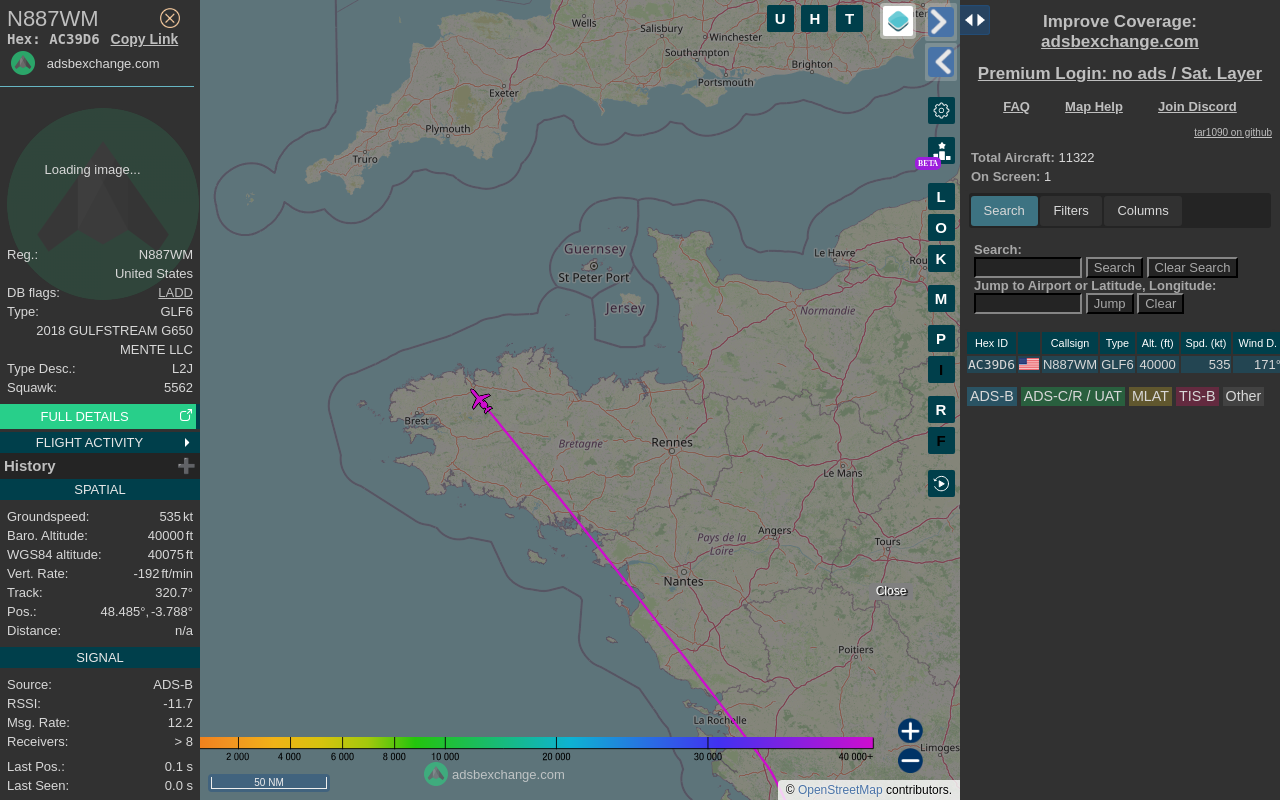 N887WM
Hex: AC39D6 Copy Link
adsbexchange.com
Loading image...
Reg.: N887WM
United States
DB flags: LADD
Type: GLF6
2018 GULFSTREAM G650
MENTE LLC
Type Desc.: L2J
Squawk: 5562
FULL DETAILS
FLIGHT ACTIVITY
History
SPATIAL
Groundspeed: 535 kt
Baro. Altitude: 40000 ft
WGS84 altitude: 40075 ft
Vert. Rate: -192 ft/min
Track: 320.7°
Pos.: 48.485°, -3.788°
Distance: n/a
SIGNAL
Source: ADS-B
RSSI: -11.7
Msg. Rate: 12.2
Receivers: > 8
Last Pos.: 0.1 s
Last Seen: 0.0 s
U H T
Wells
Salisbury
Winchester
Southampton
Brighton
Portsmouth
Exeter
Plymouth
Truro
BETA
L
O
K
M
P
I
R
F
Guernsey
St Peter Port
Jersey
Le Havre
Normandie
Brest
Bretagne
Rennes
Le Mans
Angers
Pays de la
Loire
Tours
Nantes
Close
Poitiers
La Rochelle
Limoges
2 000 4 000 6 000 8 000 10 000 20 000 30 000 40 000+
50 NM
adsbexchange.com
© OpenStreetMap contributors.
Improve Coverage:
adsbexchange.com
Premium Login: no ads / Sat. Layer
FAQ Map Help Join Discord
tar1090 on github
Total Aircraft: 11322
On Screen: 1
Search Filters Columns
Search:
Search Clear Search
Jump to Airport or Latitude, Longitude:
Jump Clear
Hex ID Callsign Type Alt. (ft) Spd. (kt) Wind D.
AC39D6 N887WM GLF6 40000 535 171°
ADS-B ADS-C/R / UAT MLAT TIS-B Other